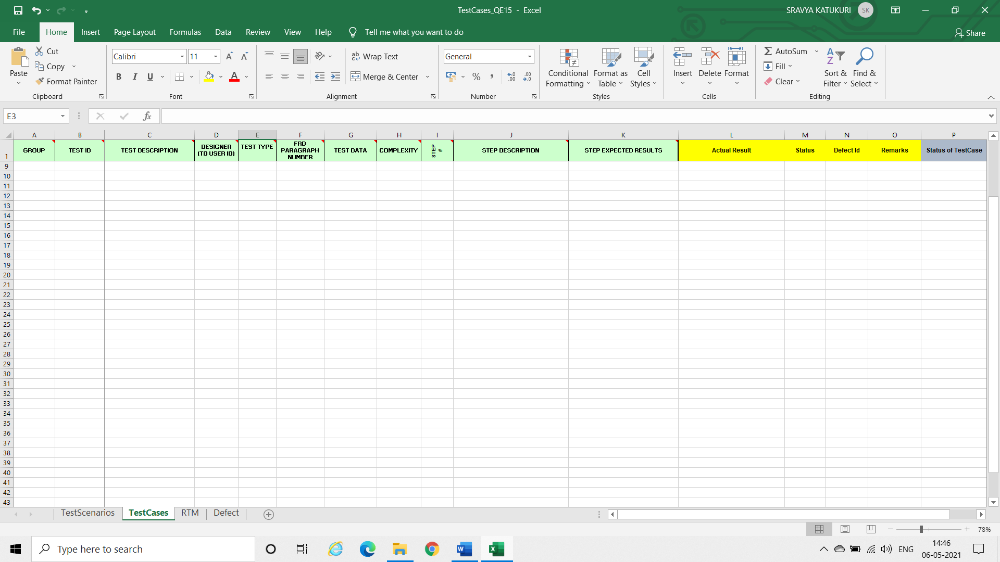 TestCases_QE15 - Excel
SRAVYA KATUKURI
SK
File
Home
Insert
Page Layout
Formulas
Data
Review
View
Help
Tell me what you want to do
Share
Paste
Cut
Copy
Format Painter
Clipboard
Calibri
11
B I U
A
Font
Wrap Text
Merge & Center
Alignment
General
%
Number
Conditional Formatting
Format as Table
Cell Styles
Styles
Insert
Delete
Format
Cells
AutoSum
Fill
Clear
Sort & Filter
Find & Select
Editing
E3
fx
A B C D E F G H I J K L M N O P
1
GROUP
TEST ID
TEST DESCRIPTION
DESIGNER (TD USER ID)
TEST TYPE
FRD PARAGRAPH NUMBER
TEST DATA
COMPLEXITY
STEP #
STEP DESCRIPTION
STEP EXPECTED RESULTS
Actual Result
Status
Defect Id
Remarks
Status of TestCase
9
10
11
12
13
14
15
16
17
18
19
20
21
22
23
24
25
26
27
28
29
30
31
32
33
34
35
36
37
38
39
40
41
42
43
TestScenarios
TestCases
RTM
Defect
78%
Type here to search
ENG
14:46
06-05-2021